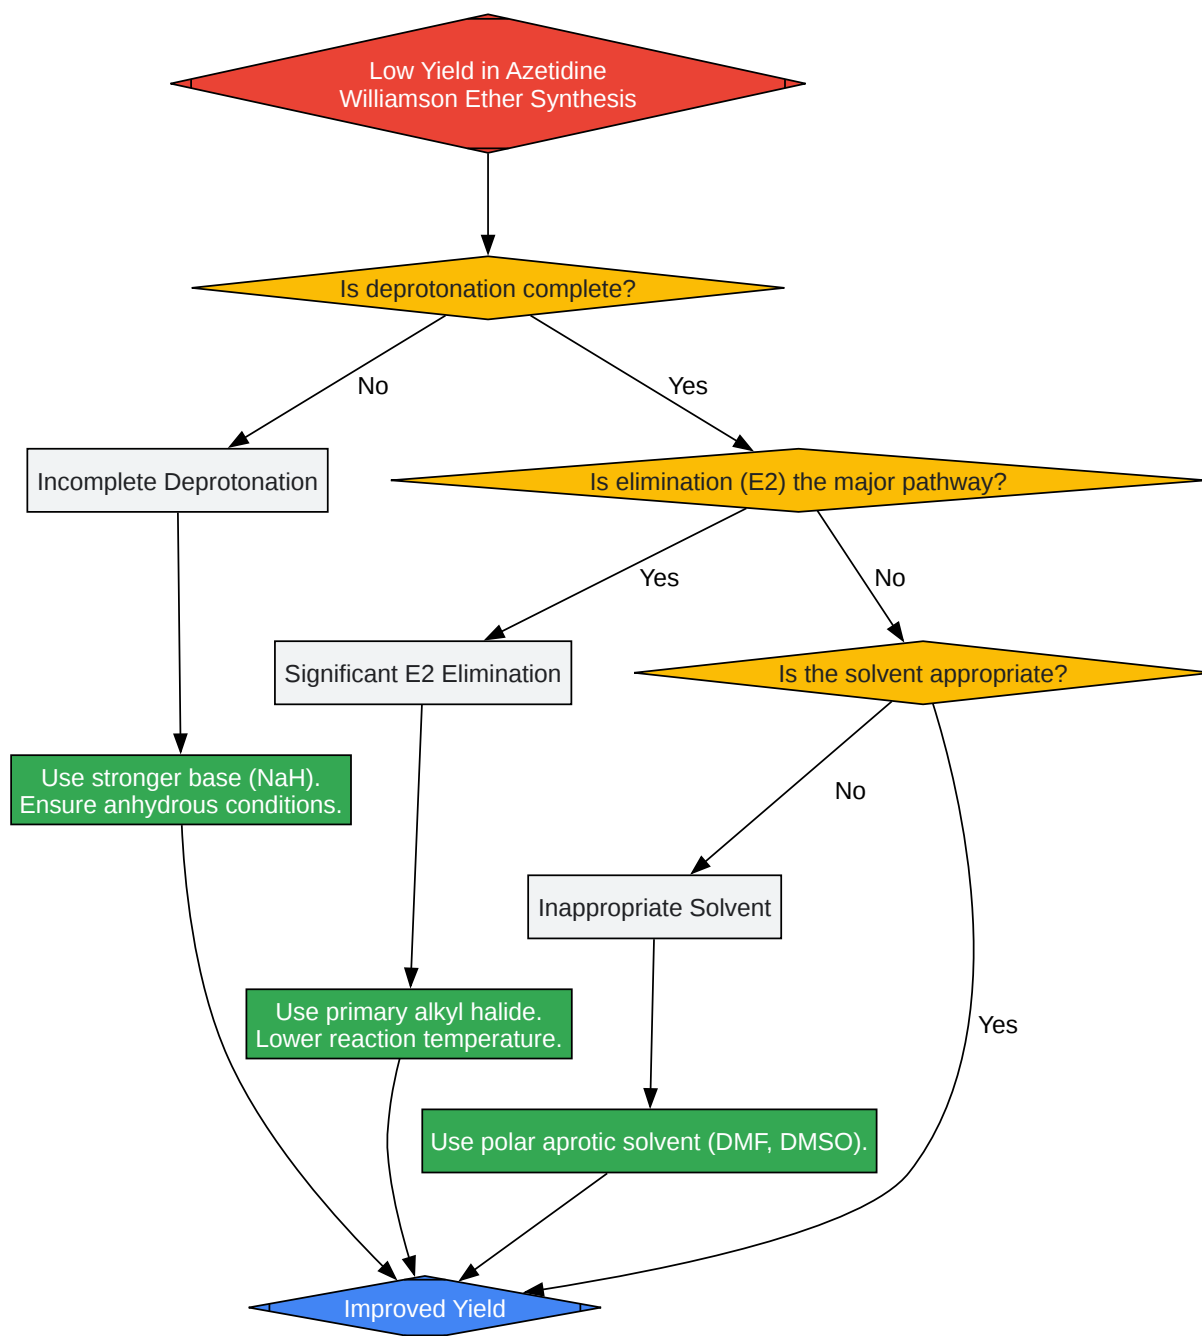 Low Yield in Azetidine
Williamson Ether Synthesis
Is deprotonation complete?
No
Yes
Incomplete Deprotonation
Is elimination (E2) the major pathway?
Yes
No
Significant E2 Elimination
Is the solvent appropriate?
Use stronger base (NaH).
Ensure anhydrous conditions.
No
Inappropriate Solvent
Use primary alkyl halide.
Lower reaction temperature.
Yes
Use polar aprotic solvent (DMF, DMSO).
Improved Yield